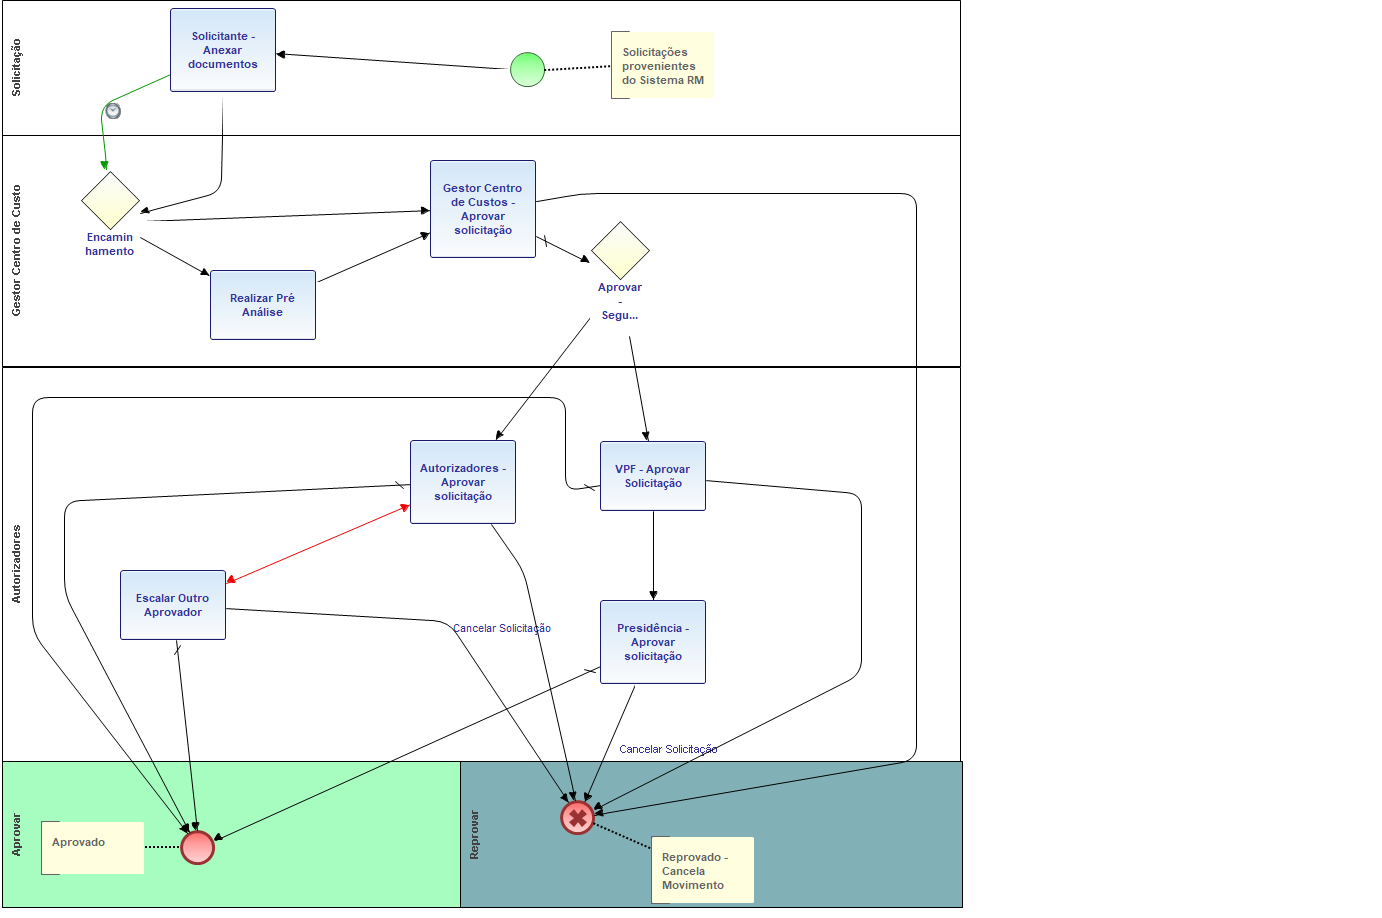 Solicitação
Solicitante -
Anexar
documentos
Solicitações
provenientes
do Sistema RM
Gestor Centro de Custo
Encamin
hamento
Realizar Pré
Análise
Gestor Centro
de Custos -
Aprovar
solicitação
Aprovar
-
Segu...
Autorizadores
Autorizadores -
Aprovar
solicitação
VPF - Aprovar
Solicitação
Escalar Outro
Aprovador
Cancelar Solicitação
Presidência -
Aprovar
solicitação
Cancelar Solicitação
Aprovar
Aprovado
Reprovar
Reprovado -
Cancela
Movimento